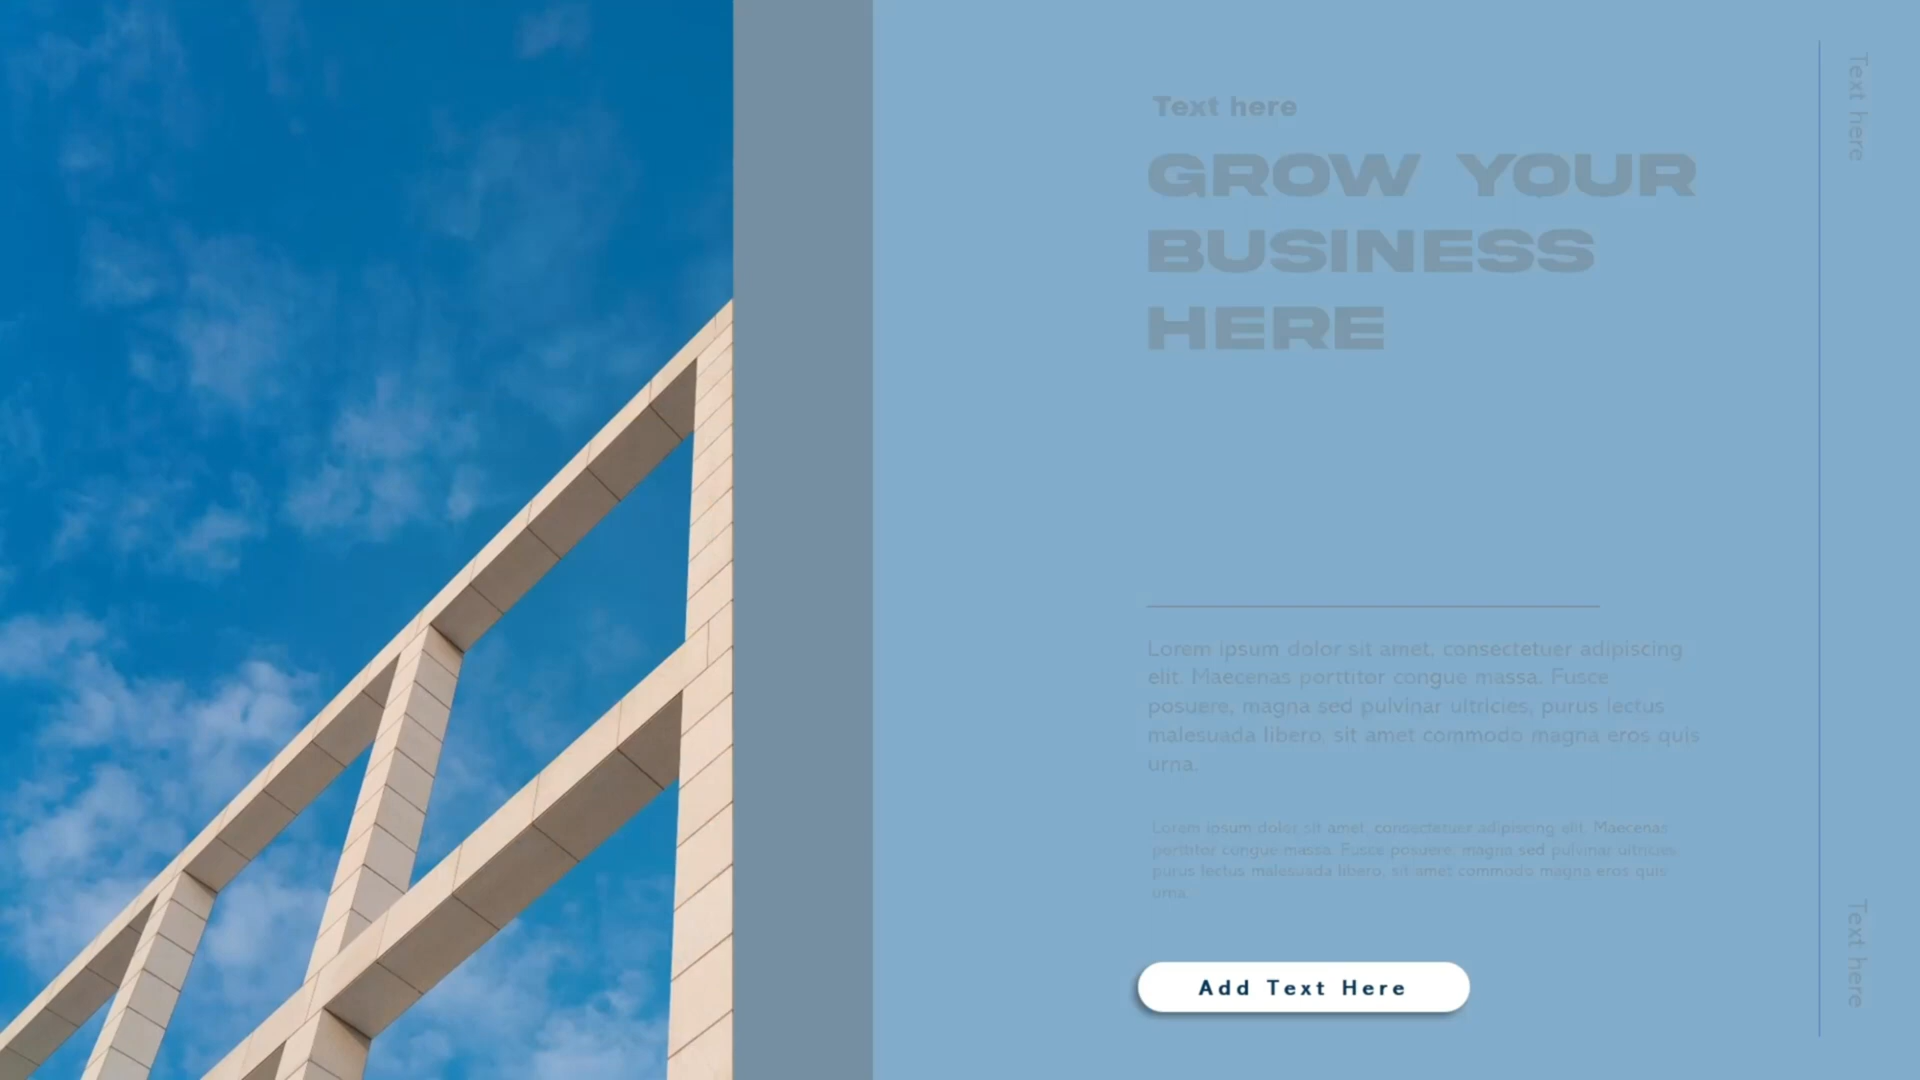 Text here
GROW YOUR
BUSINESS
HERE
Lorem ipsum dolor sit amet, consectetuer adipiscing
elit. Maecenas porttitor congue massa. Fusce
posuere, magna sed pulvinar ultricies, purus lectus
malesuada libero, sit amet commodo magna eros quis
urna.
Lorem ipsum dolor sit amet, consectetuer adipiscing elit. Maecenas
porttitor congue massa. Fusce posuere, magna sed pulvinar ultricies,
purus lectus malesuada libero, sit amet commodo magna eros quis
urna.
Add Text Here
Text here
Text here